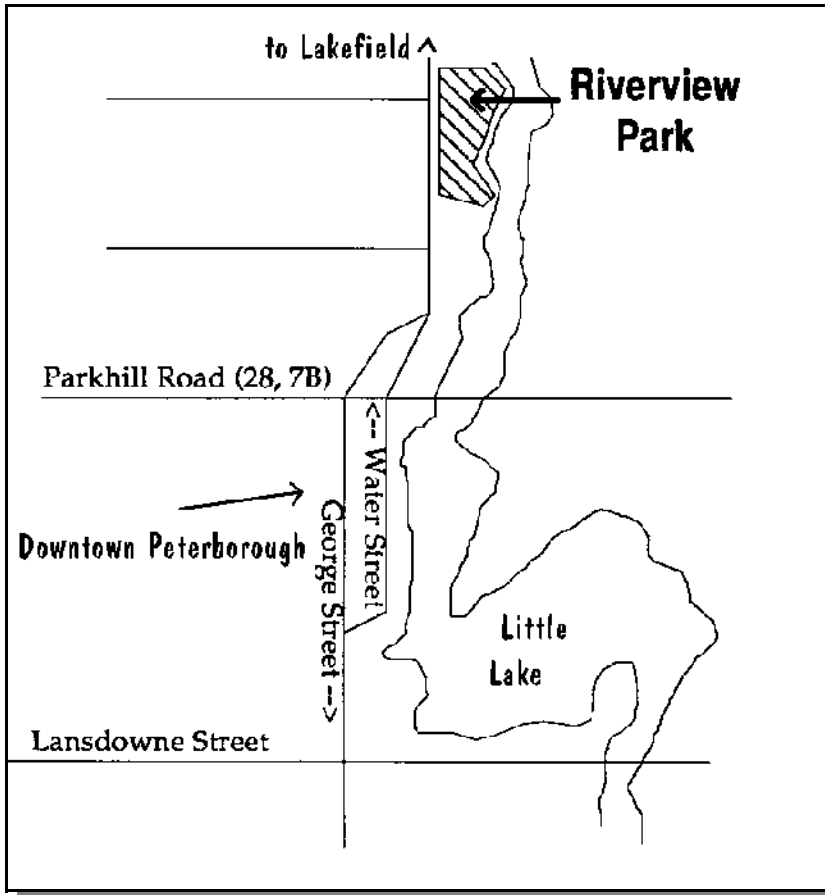 to Lakefield
Riverview
Park
Parkhill Road (28, 7B)
<-- Water Street
George Street -->
Downtown Peterborough
Little
Lake
Lansdowne Street